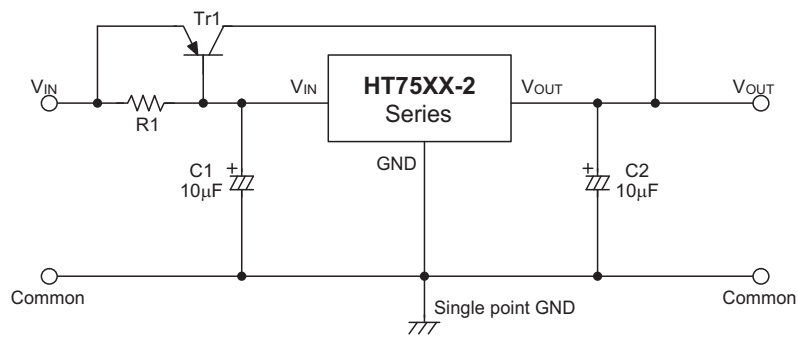 Tr1
VIN
R1
VIN
HT75XX-2
Series
VOUT
VOUT
GND
C1
10μF
+
C2
10μF
+
Common
Common
Single point GND